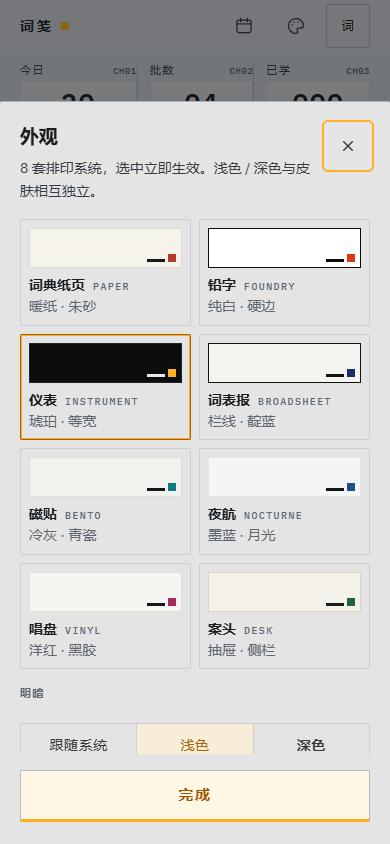 词笺
词
今日 CH01
批数 CH02
已学 CH03
外观
8 套排印系统，选中立即生效。浅色 / 深色与皮
肤相互独立。
词典纸页 PAPER
暖纸 · 朱砂
铅字 FOUNDRY
纯白 · 硬边
仪表 INSTRUMENT
琥珀 · 等宽
词表报 BROADSHEET
栏线 · 靛蓝
磁贴 BENTO
冷灰 · 青瓷
夜航 NOCTURNE
墨蓝 · 月光
唱盘 VINYL
洋红 · 黑胶
案头 DESK
抽屉 · 侧栏
明暗
跟随系统
浅色
深色
完成